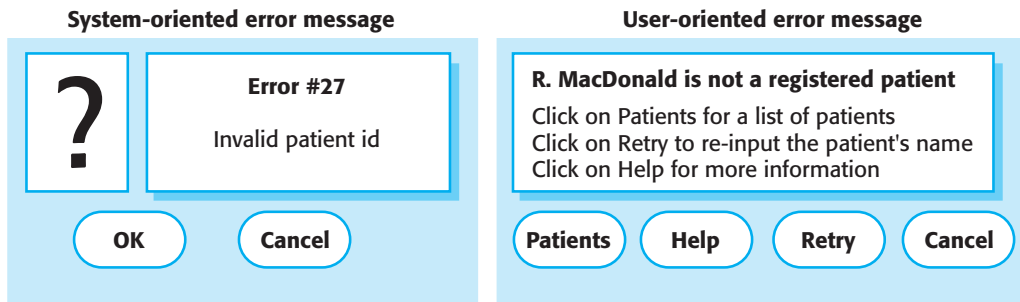 System-oriented error message
?
Error #27
Invalid patient id
OK
Cancel
User-oriented error message
R. MacDonald is not a registered patient
Click on Patients for a list of patients
Click on Retry to re-input the patient's name
Click on Help for more information
Patients
Help
Retry
Cancel